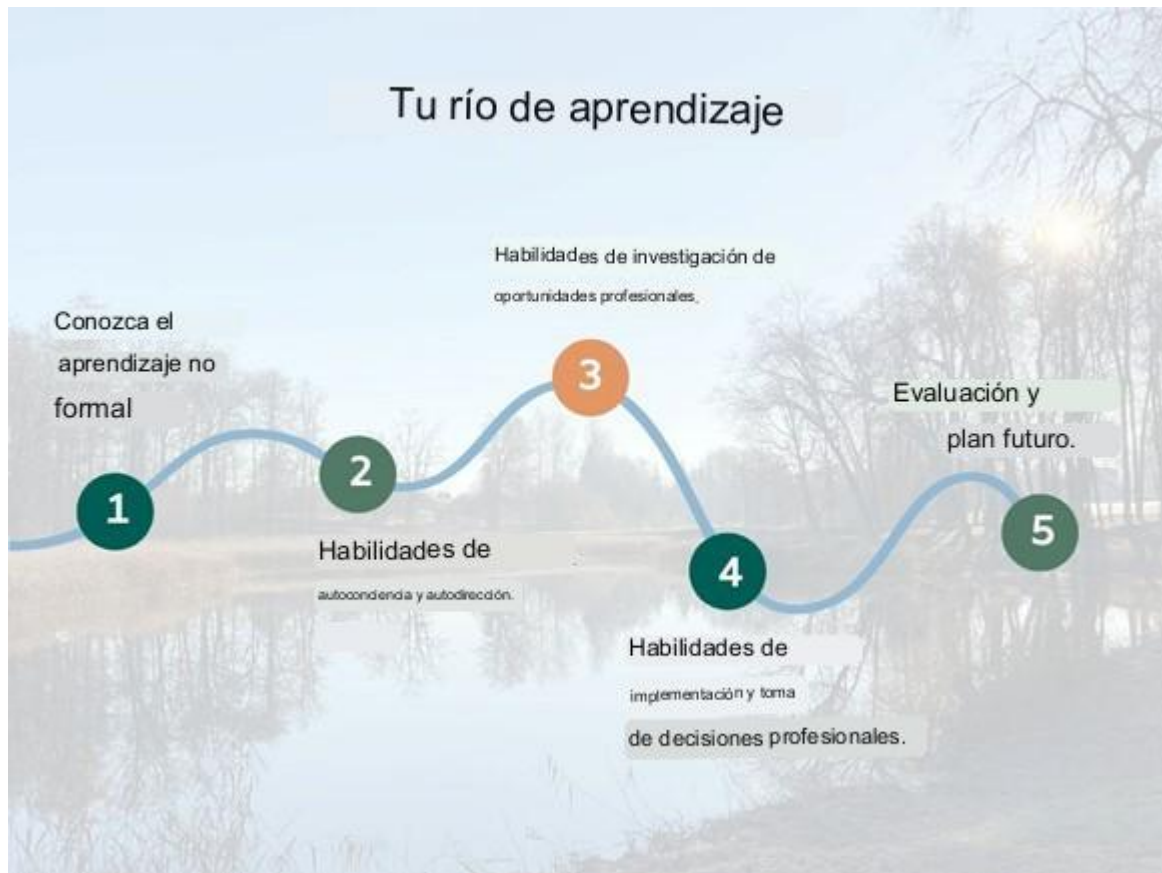 Tu río de aprendizaje
Habilidades de investigación de
oportunidades profesionales,
Conozca el
aprendizaje no
formal
3
Evaluación y
plan futuro.
2
1
5
Habilidades de
autoconciencia y autodirección.
4
Habilidades de
implementación y toma
de decisiones profesionales.